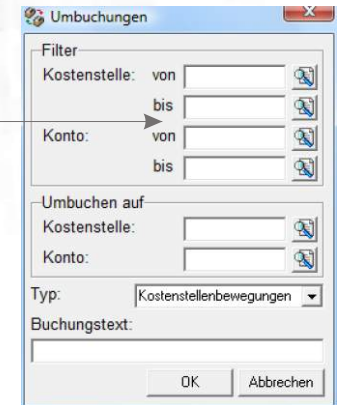 Umbuchungen
Filter
Kostenstelle: von
bis
Konto: von
bis
Umbuchen auf
Kostenstelle:
Konto:
Typ: Kostenstellenbewegungen
Buchungstext:
OK Abbrechen